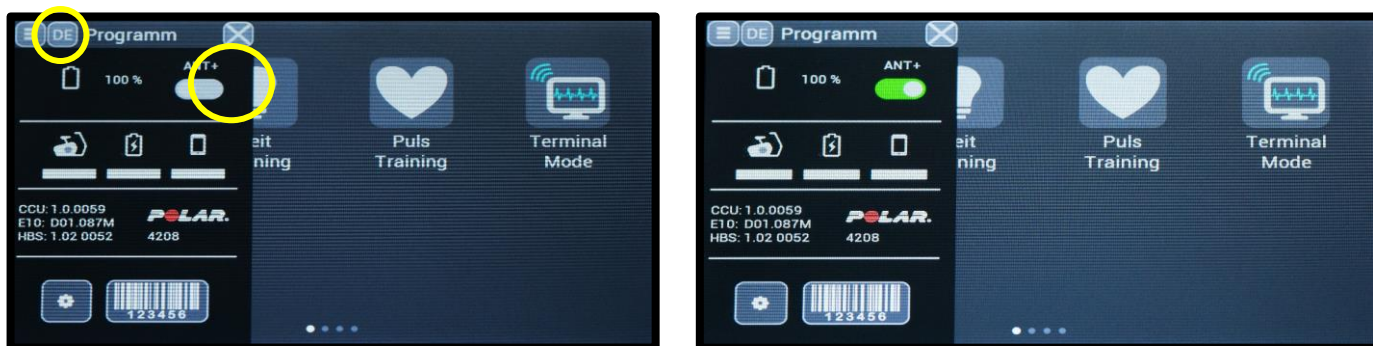 DE Programm
ANT+
100 %
eit
ning
Puls
Training
Terminal
Mode
CCU: 1.0.0059
E10: D01.087M
HBS: 1.02 0052
POLAR.
4208
123456
DE Programm
ANT+
100 %
eit
ning
Puls
Training
Terminal
Mode
CCU: 1.0.0059
E10: D01.087M
HBS: 1.02 0052
POLAR.
4208
123456